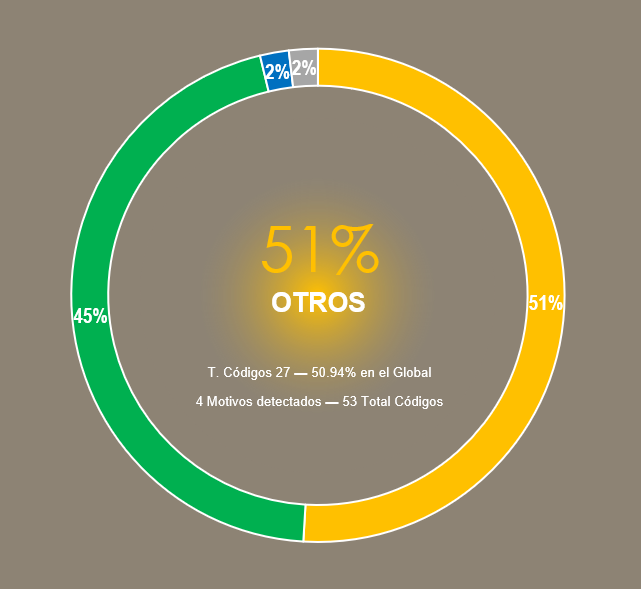 2% 2%
51%
OTROS
51%
45%
T. Códigos 27 — 50.94% en el Global
4 Motivos detectados — 53 Total Códigos